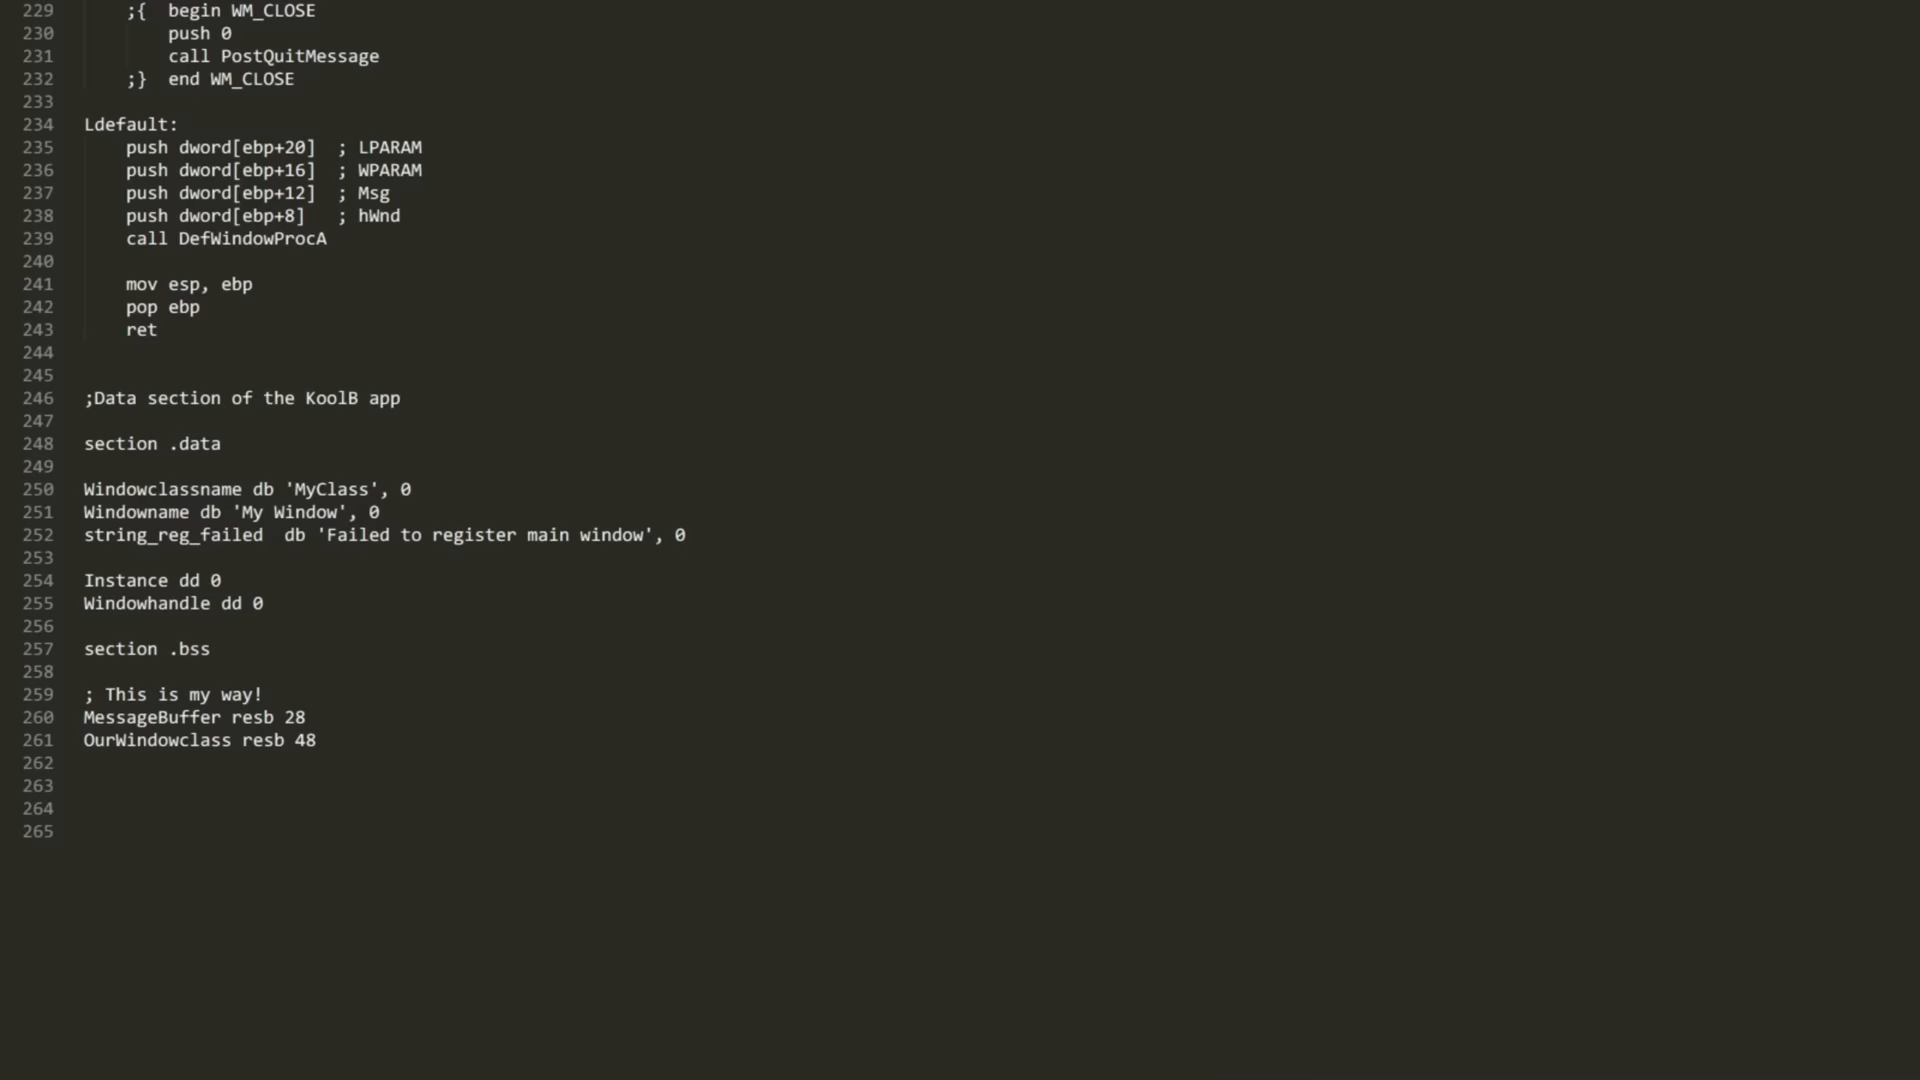 229 ;{ begin WM_CLOSE
230 push 0
231 call PostQuitMessage
232 ;} end WM_CLOSE
233
234 Ldefault:
235 push dword[ebp+20] ; LPARAM
236 push dword[ebp+16] ; WPARAM
237 push dword[ebp+12] ; Msg
238 push dword[ebp+8] ; hWnd
239 call DefWindowProcA
240
241 mov esp, ebp
242 pop ebp
243 ret
244
245
246 ;Data section of the KoolB app
247
248 section .data
249
250 Windowclassname db 'MyClass', 0
251 Windowname db 'My Window', 0
252 string_reg_failed db 'Failed to register main window', 0
253
254 Instance dd 0
255 Windowhandle dd 0
256
257 section .bss
258
259 ; This is my way!
260 MessageBuffer resb 28
261 OurWindowclass resb 48
262
263
264
265